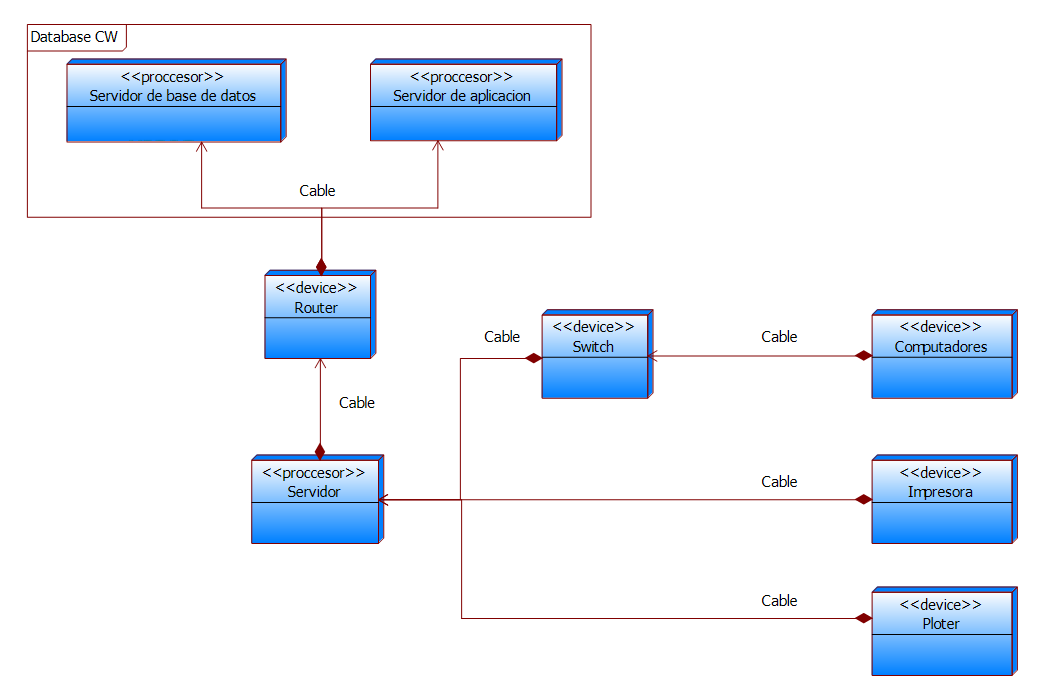 Database CW
<<proccesor>>
Servidor de base de datos
<<proccesor>>
Servidor de aplicacion
Cable
<<device>>
Router
Cable
<<proccesor>>
Servidor
Cable
<<device>>
Switch
Cable
<<device>>
Computadores
Cable
<<device>>
Impresora
Cable
<<device>>
Ploter